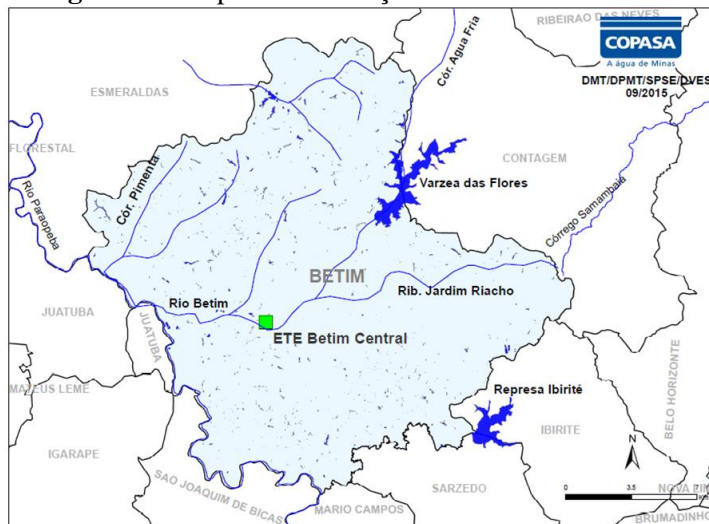 RIBEIRAO DAS NEVES
COPASA
A água de Minas
DMT/DPMT/SPSE/DVES
09/2015
Cór. Agua Fria
ESMERALDAS
FLORESTAL
CONTAGEM
Varzea das Flores
Cór. Pimenta
Rio Paraopeba
Córrego Samambaia
BETIM
Rib. Jardim Riacho
Rio Betim
JUATUBA
JUATUBA
ETE Betim Central
MATEUS LEME
BELO HORIZONTE
Represa Ibirité
IBIRITE
IGARAPE
N
SAO JOAQUIM DE BICAS
SARZEDO
MARIO CAMPOS
0 3.5
BRUMADINHO